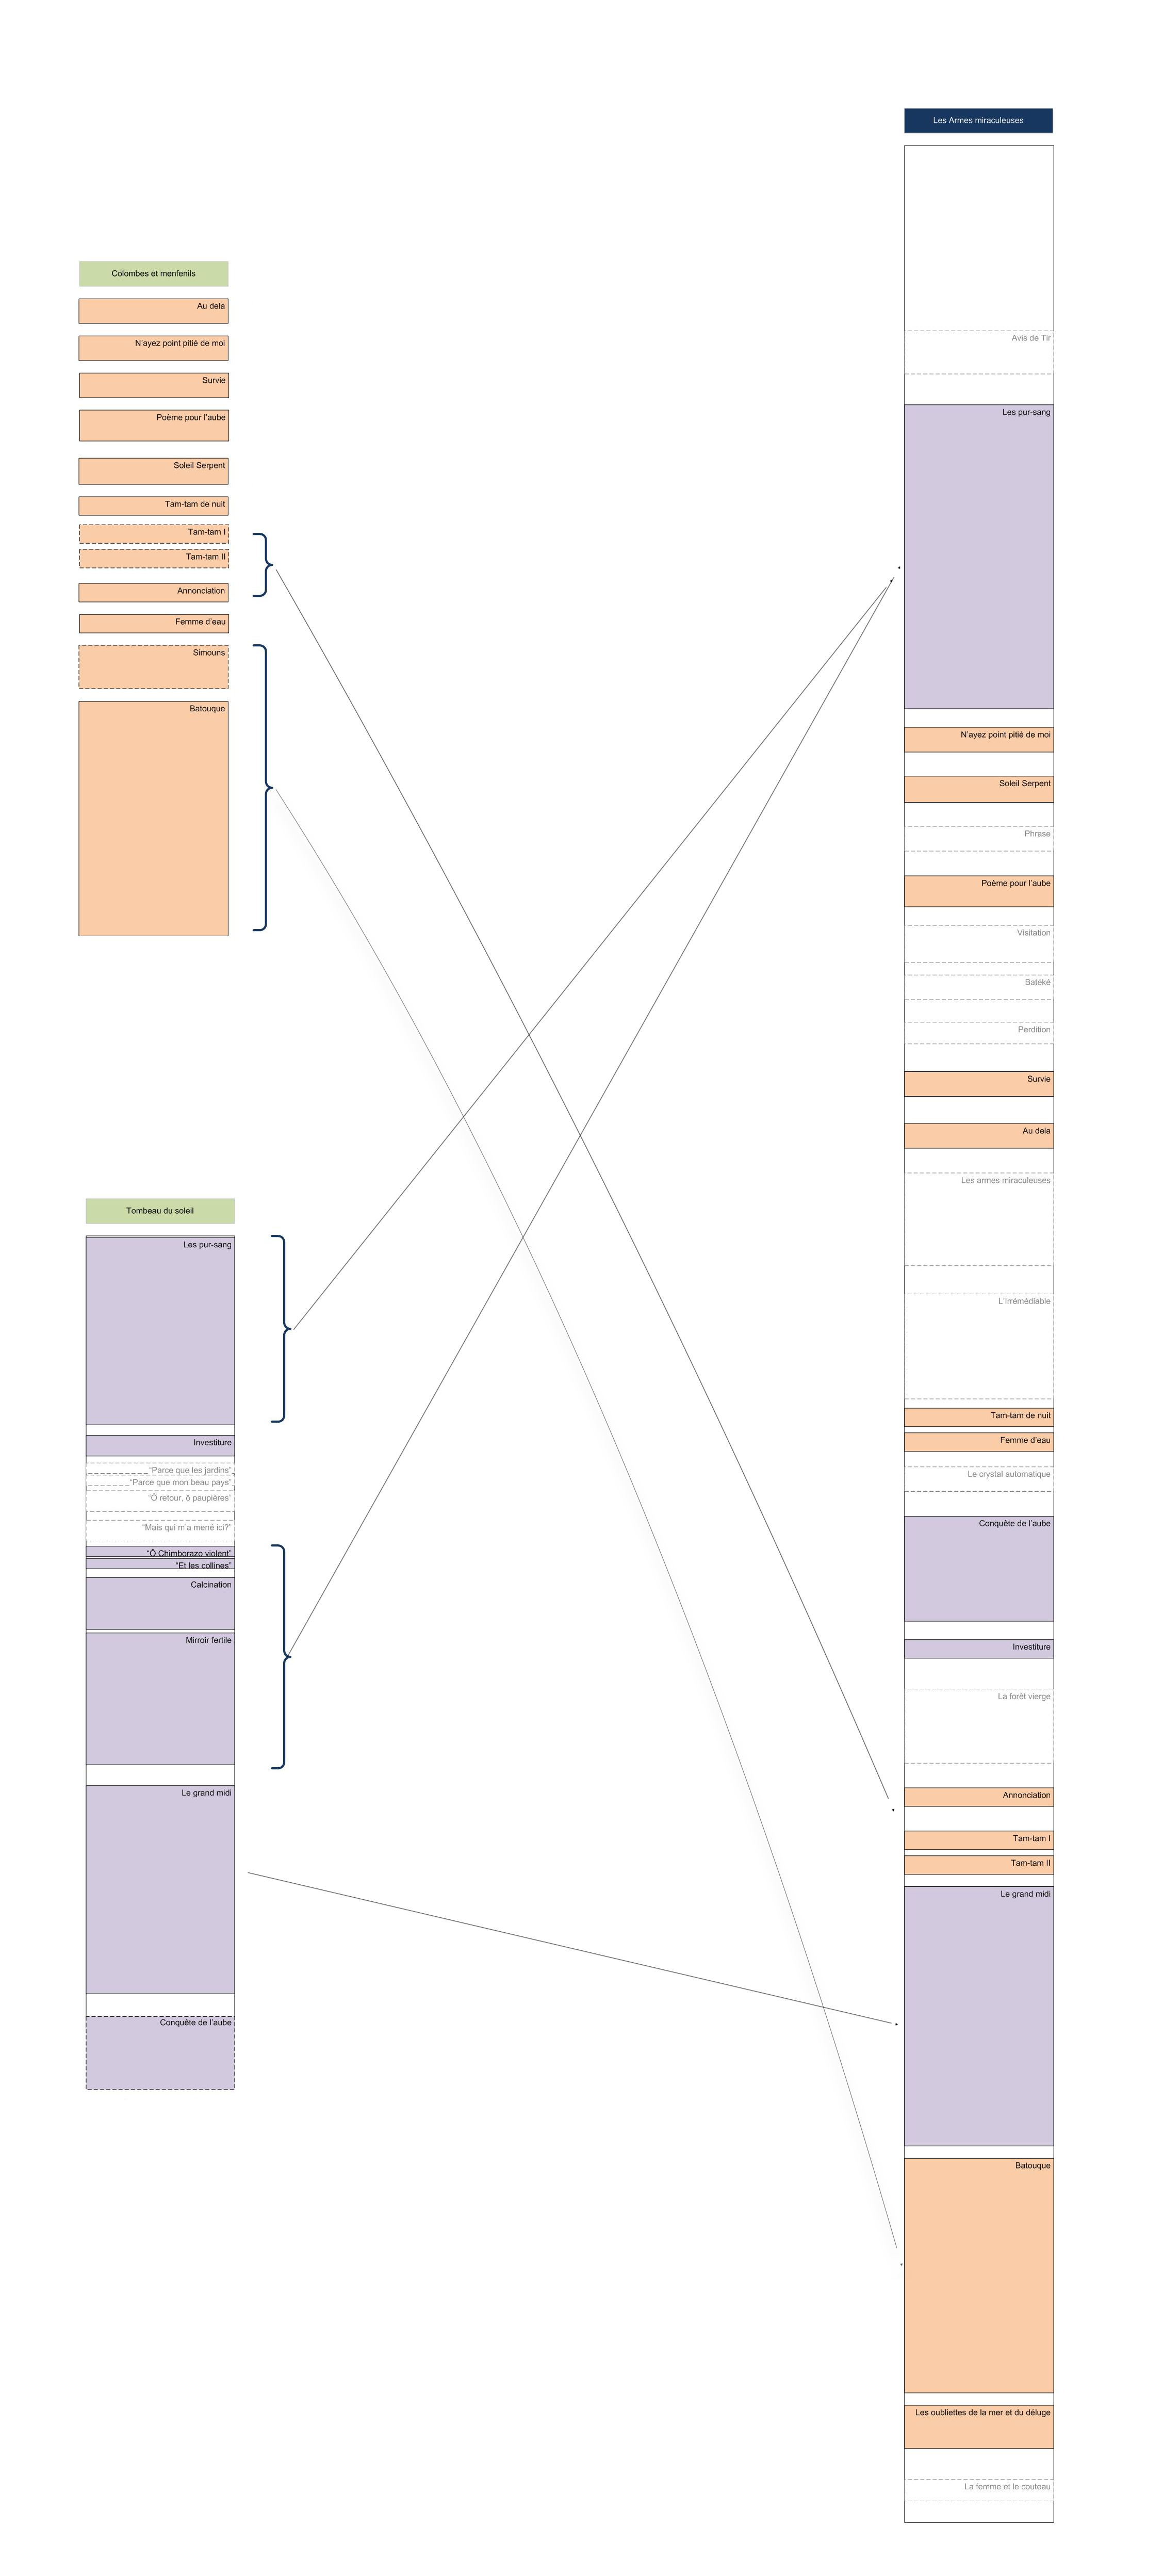 Les Armes miraculeuses
Avis de Tir
Les pur-sang
N'ayez point pitié de moi
Soleil Serpent
Phrase
Poème pour l'aube
Visitation
Batéké
Perdition
Survie
Au dela
Les armes miraculeuses
L'Irrémédiable
Tam-tam de nuit
Femme d'eau
Le crystal automatique
Conquête de l'aube
Investiture
La forêt vierge
Annonciation
Tam-tam I
Tam-tam II
Le grand midi
Batouque
Les oubliettes de la mer et du déluge
La femme et le couteau
Colombes et menfenils
Au dela
N'ayez point pitié de moi
Survie
Poème pour l'aube
Soleil Serpent
Tam-tam de nuit
Tam-tam I
Tam-tam II
Annonciation
Femme d'eau
Simouns
Batouque
Tombeau du soleil
Les pur-sang
Investiture
“Parce que les jardins”
“Parce que mon beau pays”
“Ô retour, ô paupières”
“Mais qui m'a mené ici?”
“Ô Chimborazo violent”
“Et les collines”
Calcination
Mirroir fertile
Le grand midi
Conquête de l'aube